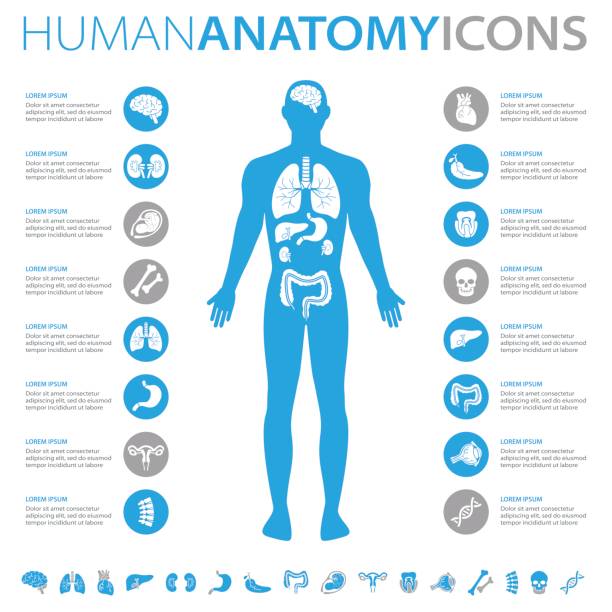 HUMANANATOMYICONS
LOREM IPSUM
Dolor sit amet consectetur
adipiscing elit, sed do eiusmod
tempor incididunt ut labore
LOREM IPSUM
Dolor sit amet consectetur
adipiscing elit, sed do eiusmod
tempor incididunt ut labore
LOREM IPSUM
Dolor sit amet consectetur
adipiscing elit, sed do eiusmod
tempor incididunt ut labore
LOREM IPSUM
Dolor sit amet consectetur
adipiscing elit, sed do eiusmod
tempor incididunt ut labore
LOREM IPSUM
Dolor sit amet consectetur
adipiscing elit, sed do eiusmod
tempor incididunt ut labore
LOREM IPSUM
Dolor sit amet consectetur
adipiscing elit, sed do eiusmod
tempor incididunt ut labore
LOREM IPSUM
Dolor sit amet consectetur
adipiscing elit, sed do eiusmod
tempor incididunt ut labore
LOREM IPSUM
Dolor sit amet consectetur
adipiscing elit, sed do eiusmod
tempor incididunt ut labore
LOREM IPSUM
Dolor sit amet consectetur
adipiscing elit, sed do eiusmod
tempor incididunt ut labore
LOREM IPSUM
Dolor sit amet consectetur
adipiscing elit, sed do eiusmod
tempor incididunt ut labore
LOREM IPSUM
Dolor sit amet consectetur
adipiscing elit, sed do eiusmod
tempor incididunt ut labore
LOREM IPSUM
Dolor sit amet consectetur
adipiscing elit, sed do eiusmod
tempor incididunt ut labore
LOREM IPSUM
Dolor sit amet consectetur
adipiscing elit, sed do eiusmod
tempor incididunt ut labore
LOREM IPSUM
Dolor sit amet consectetur
adipiscing elit, sed do eiusmod
tempor incididunt ut labore
LOREM IPSUM
Dolor sit amet consectetur
adipiscing elit, sed do eiusmod
tempor incididunt ut labore
LOREM IPSUM
Dolor sit amet consectetur
adipiscing elit, sed do eiusmod
tempor incididunt ut labore